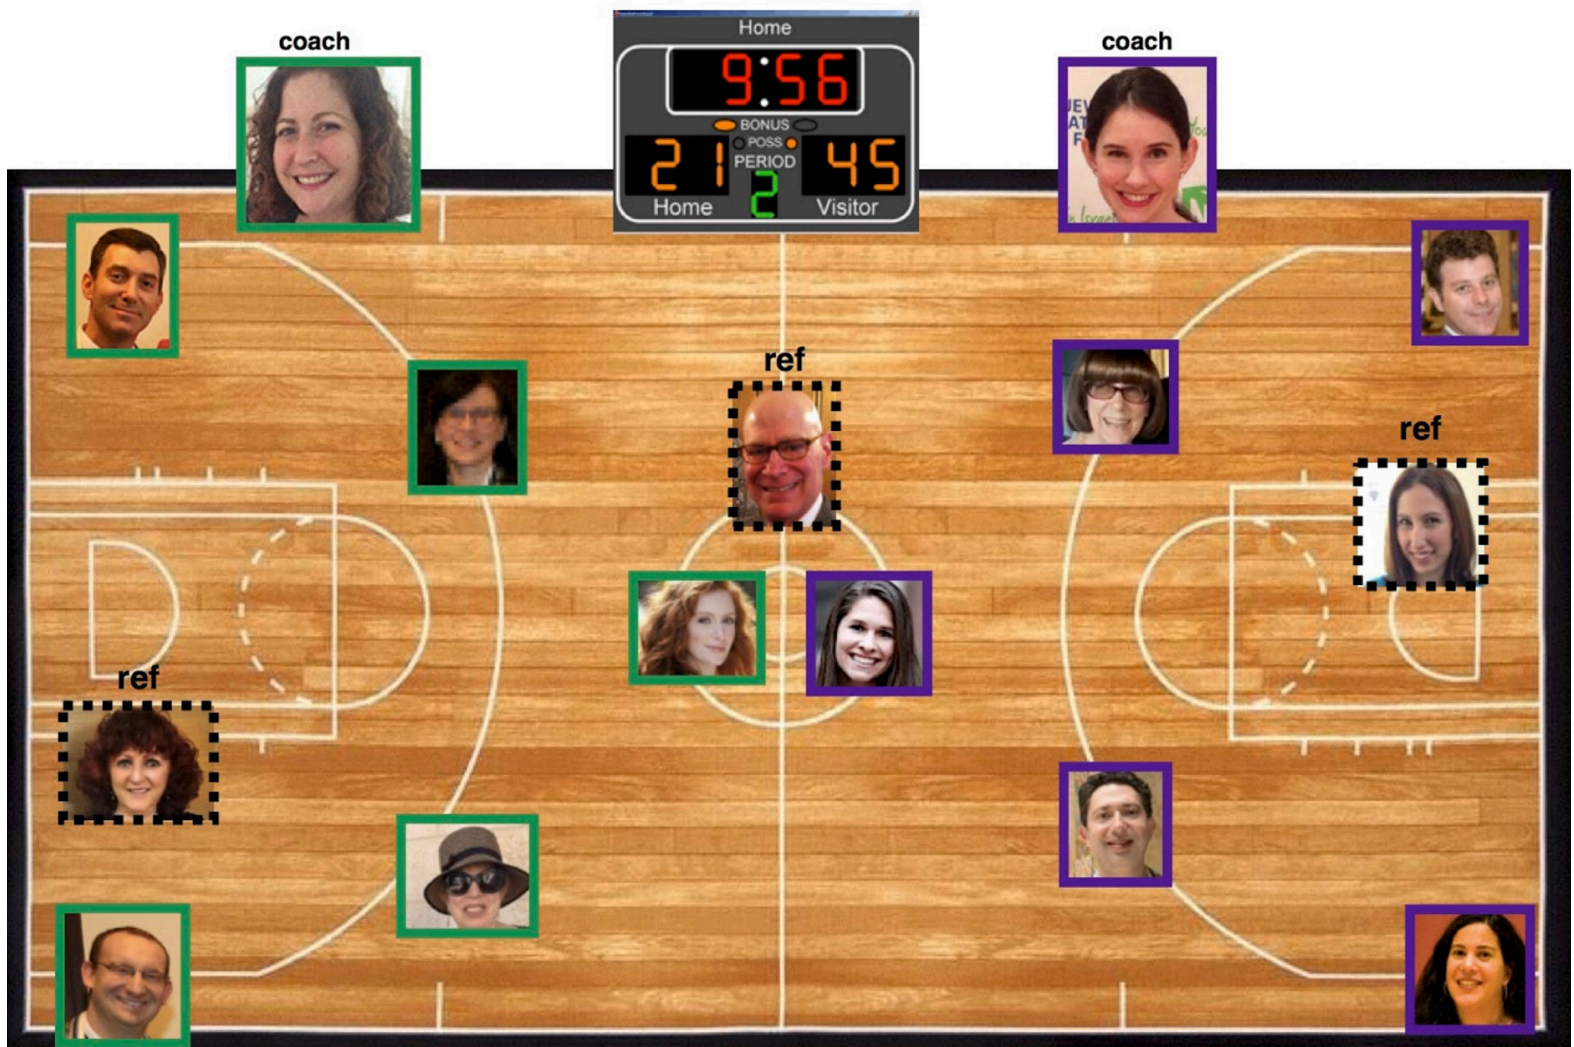 coach
Home
coach
9:56
BONUS
POSS
21
PERIOD
45
Home
2
Visitor
ref
ref
ref